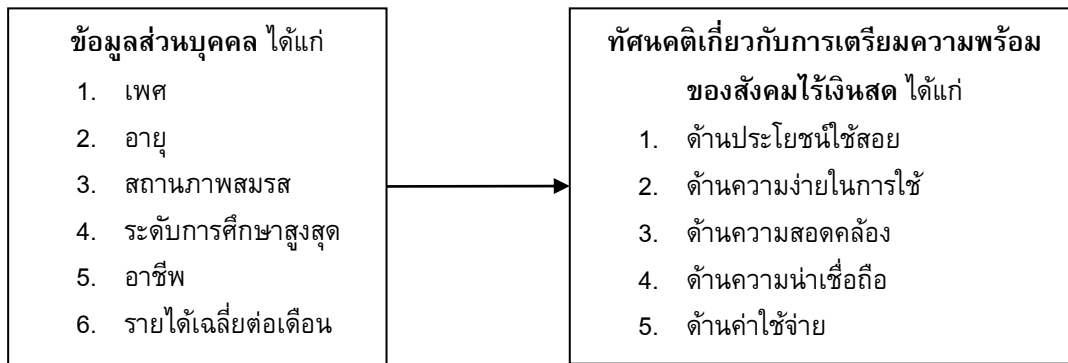 ข้อมูลส่วนบุคคล ได้แก่
1. เพศ
2. อายุ
3. สถานภาพสมรส
4. ระดับการศึกษาสูงสุด
5. อาชีพ
6. รายได้เฉลี่ยต่อเดือน
ทัศนคติเกี่ยวกับการเตรียมความพร้อม
ของสังคมไร้เงินสด ได้แก่
1. ด้านประโยชน์ใช้สอย
2. ด้านความง่ายในการใช้
3. ด้านความสอดคล้อง
4. ด้านความน่าเชื่อถือ
5. ด้านค่าใช้จ่าย